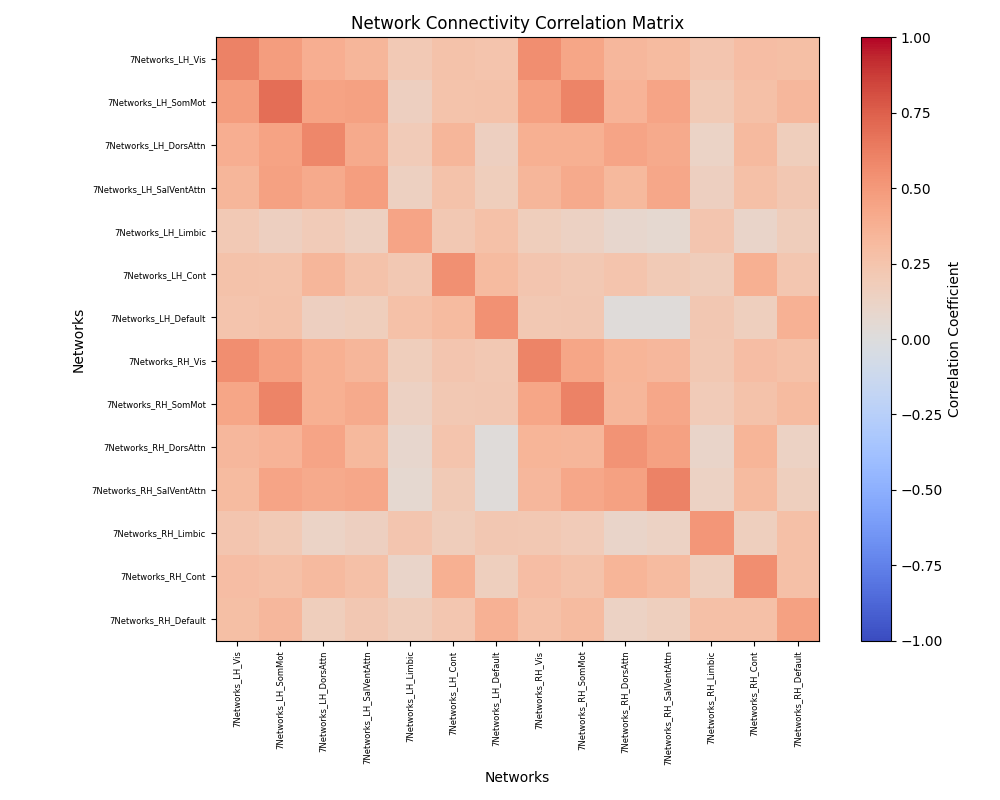 Network Connectivity Correlation Matrix
Networks
7Networks_LH_Vis
7Networks_LH_SomMot
7Networks_LH_DorsAttn
7Networks_LH_SalVentAttn
7Networks_LH_Limbic
7Networks_LH_Cont
7Networks_LH_Default
7Networks_RH_Vis
7Networks_RH_SomMot
7Networks_RH_DorsAttn
7Networks_RH_SalVentAttn
7Networks_RH_Limbic
7Networks_RH_Cont
7Networks_RH_Default
7Networks_LH_Vis
7Networks_LH_SomMot
7Networks_LH_DorsAttn
7Networks_LH_SalVentAttn
7Networks_LH_Limbic
7Networks_LH_Cont
7Networks_LH_Default
7Networks_RH_Vis
7Networks_RH_SomMot
7Networks_RH_DorsAttn
7Networks_RH_SalVentAttn
7Networks_RH_Limbic
7Networks_RH_Cont
7Networks_RH_Default
Networks
1.00
0.75
0.50
0.25
0.00
−0.25
−0.50
−0.75
−1.00
Correlation Coefficient